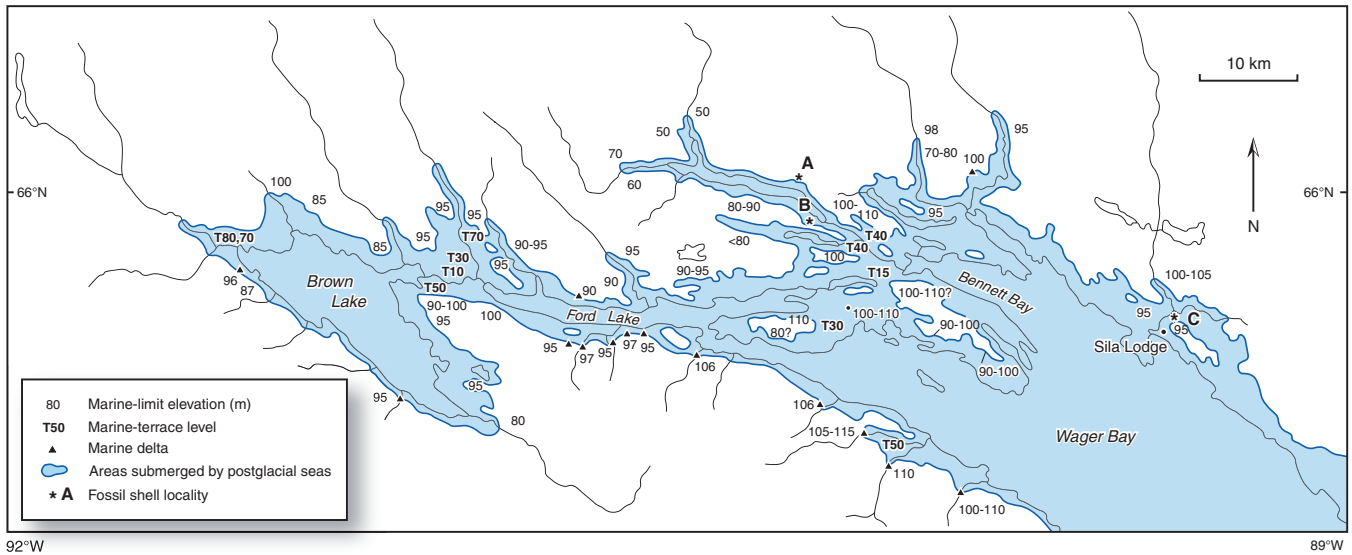 50
50
98
95
10 km
70
A
70-80
100
60
66°N
66°N
100
80-90
B
100-
110
95
N
85
95
95
T80,70
85
95
T70
90-95
<80
T40
T40
100
95
T30
T10
95
90-95
T15
96
87
Brown
Lake
T50
90
90
100-110?
Bennett Bay
100-105
90-100
95
100
Ford Lake
110
80?
T30
100-110
90-100
95
C
95
Sila Lodge
95
97
95
97
95
106
90-100
95
95
80
106
105-115
T50
Wager Bay
110
100-110
80 Marine-limit elevation (m)
T50 Marine-terrace level
Marine delta
Areas submerged by postglacial seas
* A Fossil shell locality
92°W
89°W